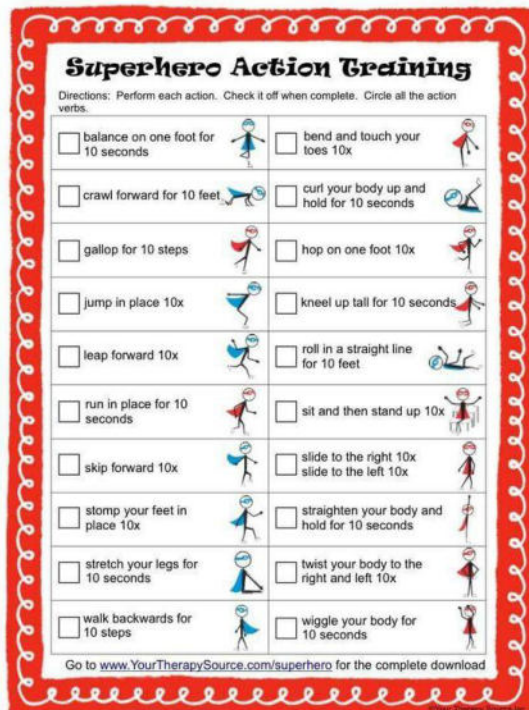 Superhero Action Training
Directions: Perform each action. Check it off when complete. Circle all the action
verbs.
balance on one foot for
10 seconds
bend and touch your
toes 10x
crawl forward for 10 feet
curl your body up and
hold for 10 seconds
gallop for 10 steps
hop on one foot 10x
jump in place 10x
kneel up tall for 10 seconds
leap forward 10x
roll in a straight line
for 10 feet
run in place for 10
seconds
sit and then stand up 10x
skip forward 10x
slide to the right 10x
slide to the left 10x
stomp your feet in
place 10x
straighten your body and
hold for 10 seconds
stretch your legs for
10 seconds
twist your body to the
right and left 10x
walk backwards for
10 steps
wiggle your body for
10 seconds
Go to www.YourTherapySource.com/superhero for the complete download